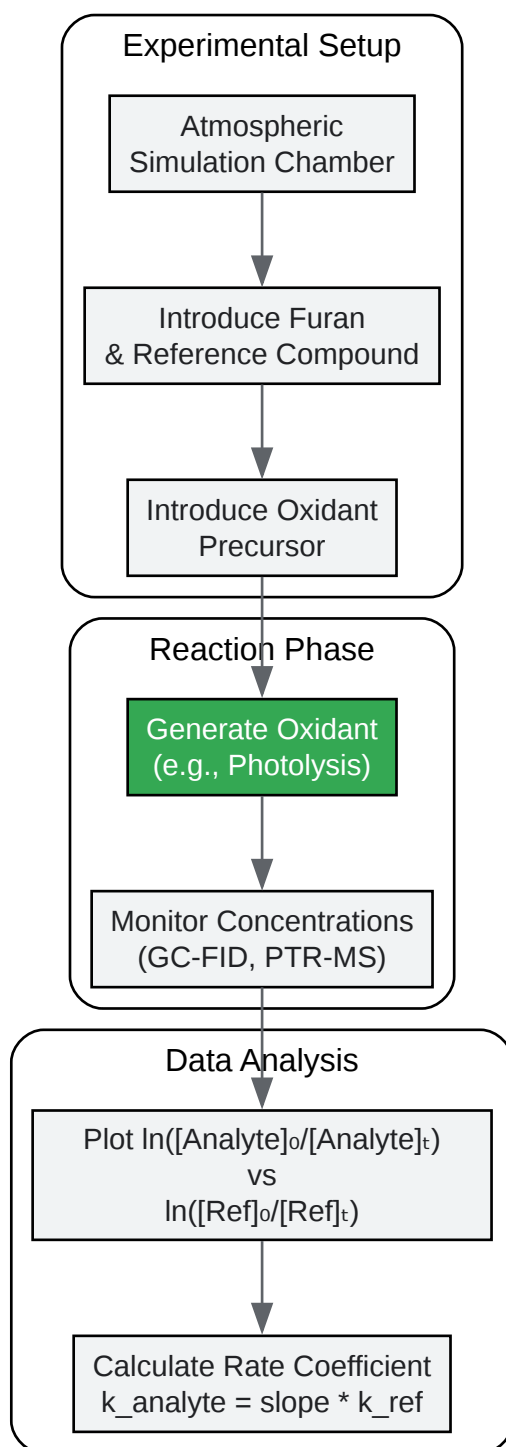 Experimental Setup
Atmospheric
Simulation Chamber
Introduce Furan
& Reference Compound
Introduce Oxidant
Precursor
Reaction Phase
Generate Oxidant
(e.g., Photolysis)
Monitor Concentrations
(GC-FID, PTR-MS)
Data Analysis
Plot ln([Analyte]₀/[Analyte]ₜ)
vs
ln([Ref]₀/[Ref]ₜ)
Calculate Rate Coefficient
k_analyte = slope * k_ref